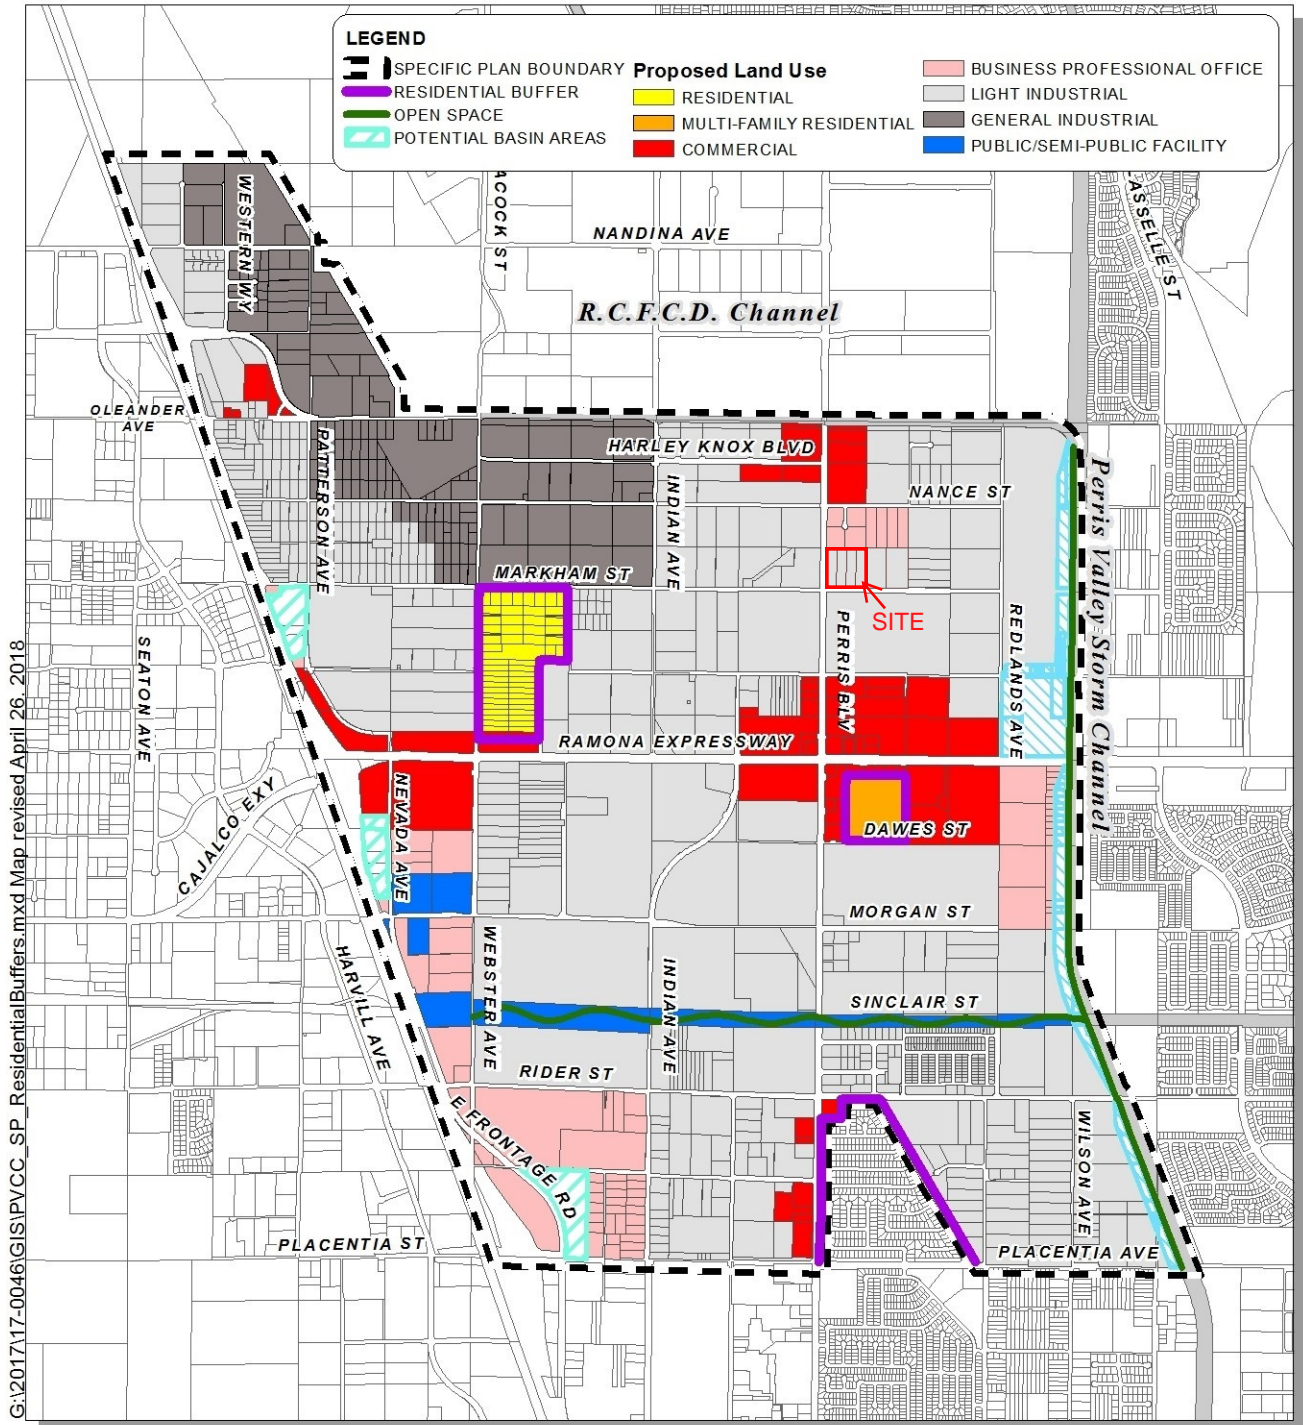 LEGEND
SPECIFIC PLAN BOUNDARY
RESIDENTIAL BUFFER
OPEN SPACE
POTENTIAL BASIN AREAS
Proposed Land Use
RESIDENTIAL
MULTI-FAMILY RESIDENTIAL
COMMERCIAL
BUSINESS PROFESSIONAL OFFICE
LIGHT INDUSTRIAL
GENERAL INDUSTRIAL
PUBLIC/SEMI-PUBLIC FACILITY
WESTERN WY
ACOCK ST
NANDINA AVE
ASSELLE ST
R.C.F.C.D. Channel
OLEANDER
AVE
PATTERSON AVE
HARLEY KNOX BLVD
INDIAN AVE
NANCE ST
Perris Valley Storm Channel
MARKHAM ST
SITE
PERRIS BLV
REDLANDS AVE
SEATON AVE
RAMONA EXPRESSWAY
CAJALCO EXY
NEVADA AVE
DAWES ST
MORGAN ST
HARVILL AVE
WEBSTER AVE
INDIAN AVE
SINCLAIR ST
RIDER ST
E FRONTAGE RD
WILSON AVE
PLACENTIA ST
PLACENTIA AVE
G:\2017\17-0046\GIS\PVCC_SP_ResidentialBuffers.mxd Map revised April 26, 2018